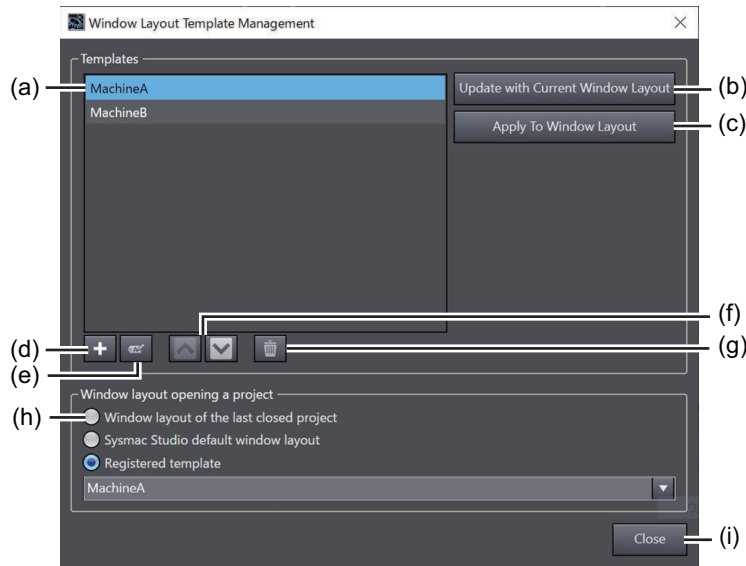 Window Layout Template Management
Templates
(a)
MachineA
Update with Current Window Layout
(b)
MachineB
Apply To Window Layout
(c)
(f)
(d)
(g)
(e)
Window layout opening a project
(h)
Window layout of the last closed project
Sysmac Studio default window layout
Registered template
MachineA
Close
(i)